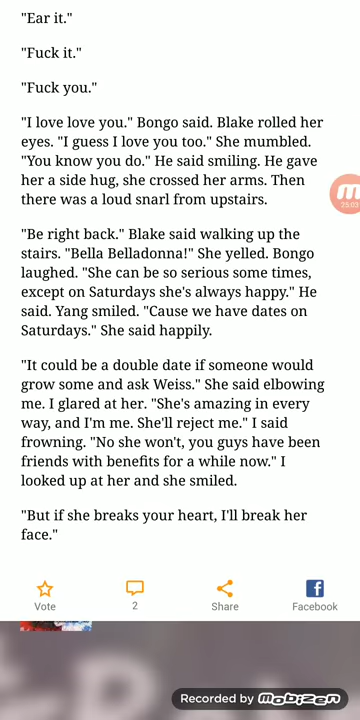 "Ear it."
"Fuck it."
"Fuck you."
"I love love you." Bongo said. Blake rolled her
eyes. "I guess I love you too." She mumbled.
"You know you do." He said smiling. He gave
her a side hug, she crossed her arms. Then
there was a loud snarl from upstairs.
"Be right back." Blake said walking up the
stairs. "Bella Belladonna!" She yelled. Bongo
laughed. "She can be so serious some times,
except on Saturdays she's always happy." He
said. Yang smiled. "Cause we have dates on
Saturdays." She said happily.
"It could be a double date if someone would
grow some and ask Weiss." She said elbowing
me. I glared at her. "She's amazing in every
way, and I'm me. She'll reject me." I said
frowning. "No she won't, you guys have been
friends with benefits for a while now." I
looked up at her and she smiled.
"But if she breaks your heart, I'll break her
face."
Vote
2
Share
Facebook
25:03
Recorded by mobizen